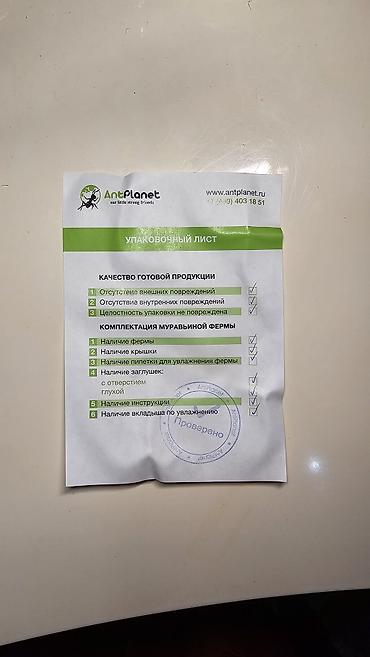 AntPlanet
our little strong friends
www.antplanet.ru
+7 (499) 403 18 51
УПАКОВОЧНЫЙ ЛИСТ
КАЧЕСТВО ГОТОВОЙ ПРОДУКЦИИ
1 Отсутствие внешних повреждений
2 Отсутствие внутренних повреждений
3 Целостность упаковки не повреждена
КОМПЛЕКТАЦИЯ МУРАВЬИНОЙ ФЕРМЫ
1 Наличие фермы
2 Наличие крышки
3 Наличие пипетки для увлажнения фермы
4 Наличие заглушек:
с отверстием
глухой
5 Наличие инструкции
6 Наличие вкладыша по увлажнению
AntPlanet
Проверено